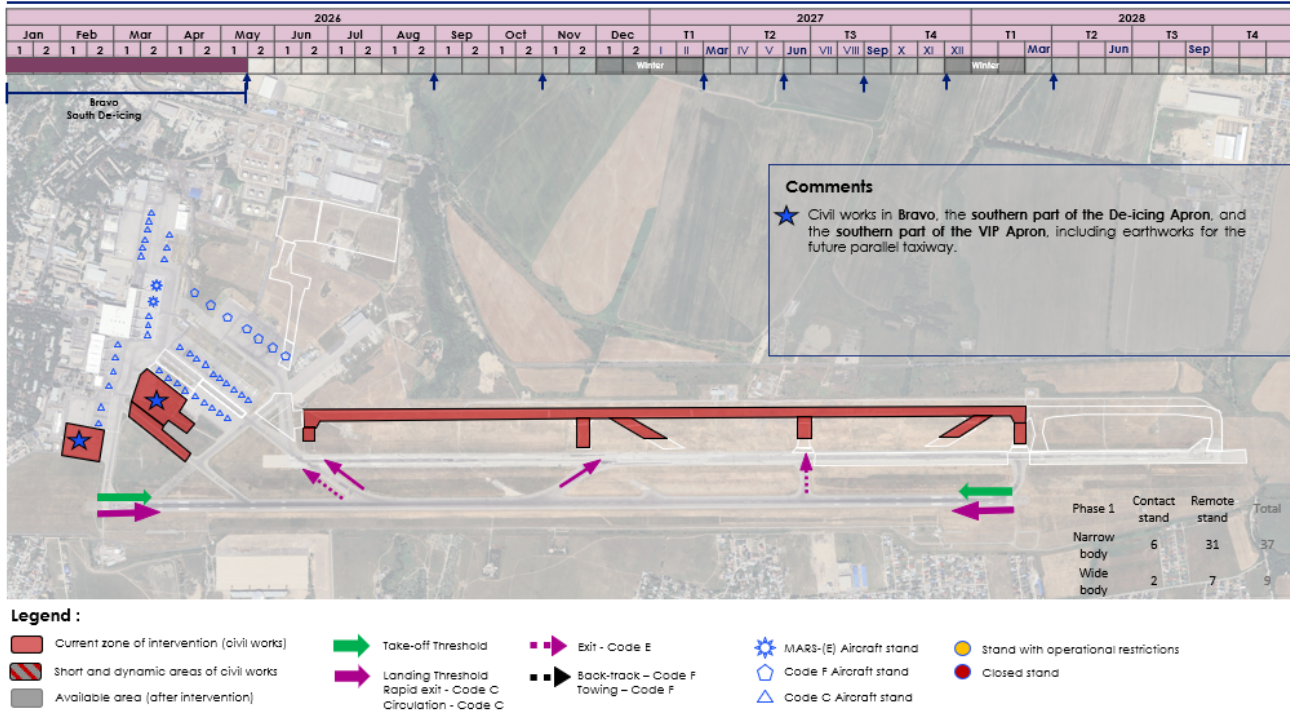 2026 2027 2028
Jan Feb Mar Apr May Jun Jul Aug Sep Oct Nov Dec T1 T2 T3 T4 T1 T2 T3 T4
1 2 1 2 1 2 1 2 1 2 1 2 1 2 1 2 1 2 1 2 1 2 1 2 I II Mar IV V Jun VII VIII Sep X XI XII Mar Jun Sep
Winter Winter
Bravo
South De-icing
Comments
Civil works in Bravo, the southern part of the De-icing Apron, and
the southern part of the VIP Apron, including earthworks for the
future parallel taxiway.
Phase 1 Contact stand Remote stand Total
Narrow body 6 31 37
Wide body 2 7 9
Legend :
Current zone of intervention (civil works)
Short and dynamic areas of civil works
Available area (after intervention)
Take-off Threshold
Landing Threshold
Rapid exit - Code C
Circulation - Code C
Exit - Code E
Back-track – Code F
Towing – Code F
MARS-(E) Aircraft stand
Code F Aircraft stand
Code C Aircraft stand
Stand with operational restrictions
Closed stand